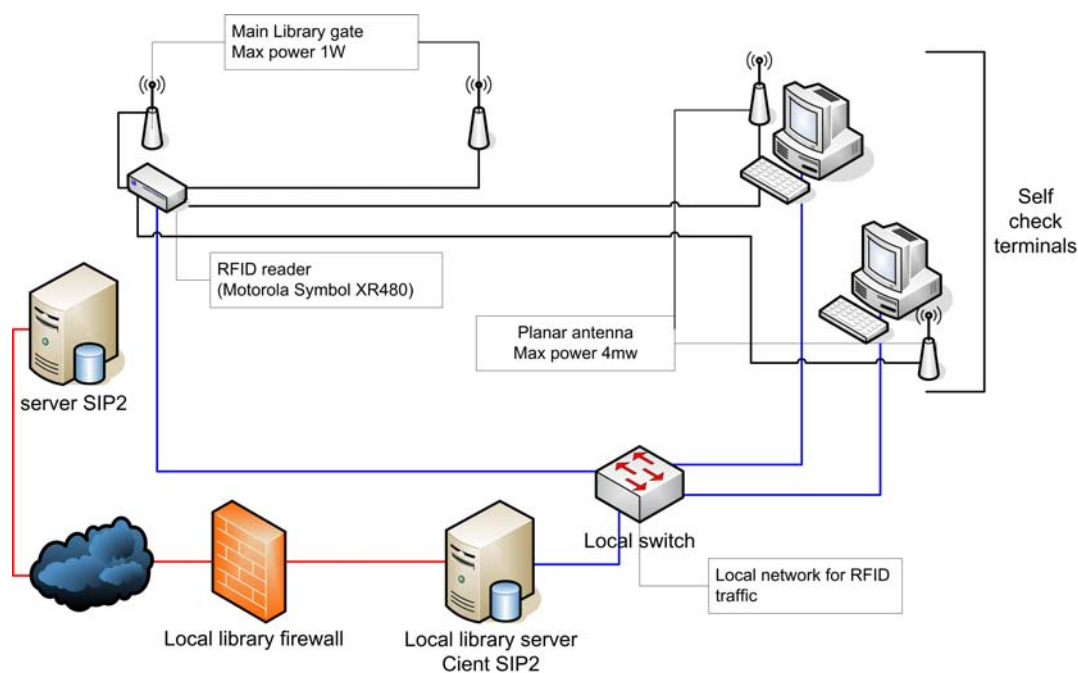 Main Library gate
Max power 1W
Self
check
terminals
RFID reader
(Motorola Symbol XR480)
Planar antenna
Max power 4mw
server SIP2
Local switch
Local network for RFID
traffic
Local library firewall
Local library server
Cient SIP2